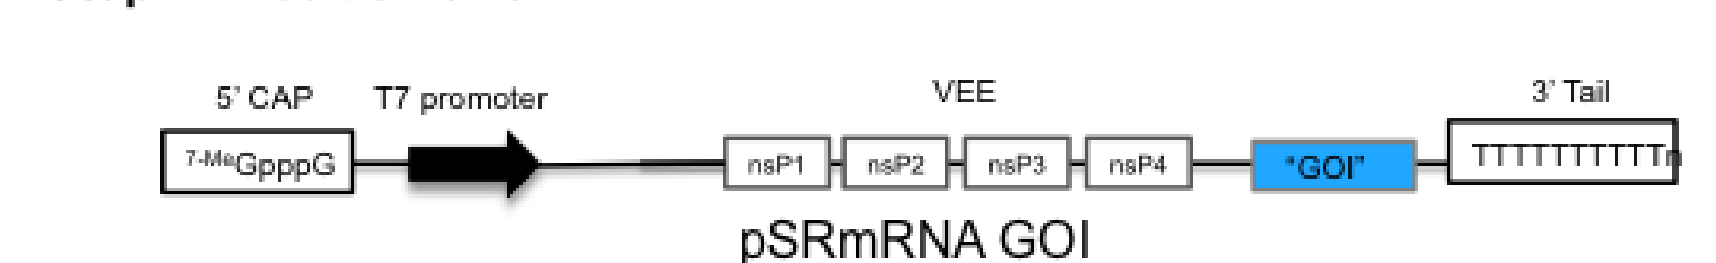 5' CAP
T7 promoter
VEE
3' Tail
7-MeGpppG
nsP1
nsP2
nsP3
nsP4
"GOI"
TTTTTTTTTTn
pSRmRNA GOI